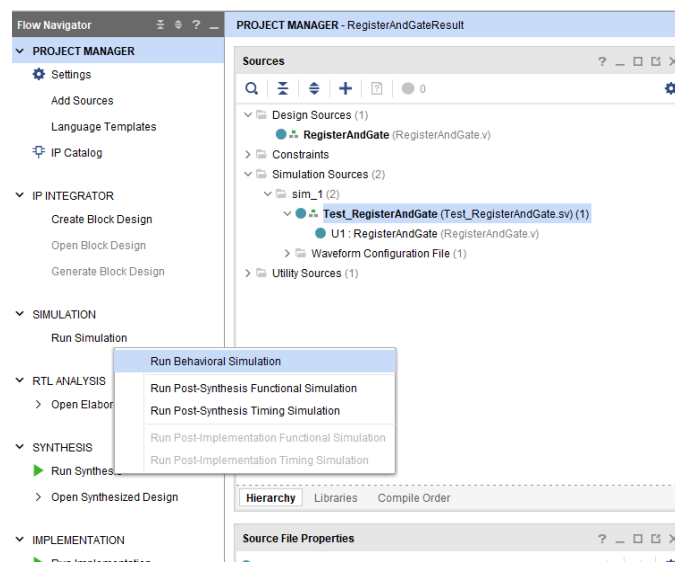 Flow Navigator
PROJECT MANAGER
Settings
Add Sources
Language Templates
IP Catalog
IP INTEGRATOR
Create Block Design
Open Block Design
Generate Block Design
SIMULATION
Run Simulation
Run Behavioral Simulation
Run Post-Synthesis Functional Simulation
Run Post-Synthesis Timing Simulation
Run Post-Implementation Functional Simulation
Run Post-Implementation Timing Simulation
RTL ANALYSIS
Open Elabor
SYNTHESIS
Run Synthesis
Open Synthesized Design
IMPLEMENTATION
Run Implementation
PROJECT MANAGER - RegisterAndGateResult
Sources
0
Design Sources (1)
RegisterAndGate (RegisterAndGate.v)
Constraints
Simulation Sources (2)
sim_1 (2)
Test_RegisterAndGate (Test_RegisterAndGate.sv) (1)
U1 : RegisterAndGate (RegisterAndGate.v)
Waveform Configuration File (1)
Utility Sources (1)
Hierarchy Libraries Compile Order
Source File Properties